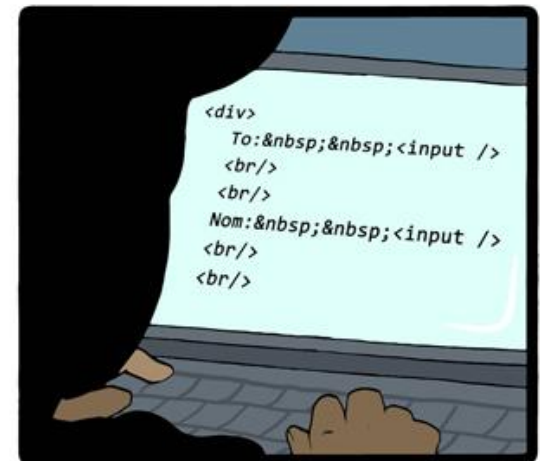 <div>
To:&nbsp;&nbsp;<input />
<br/>
<br/>
Nom:&nbsp;&nbsp;<input />
<br/>
<br/>